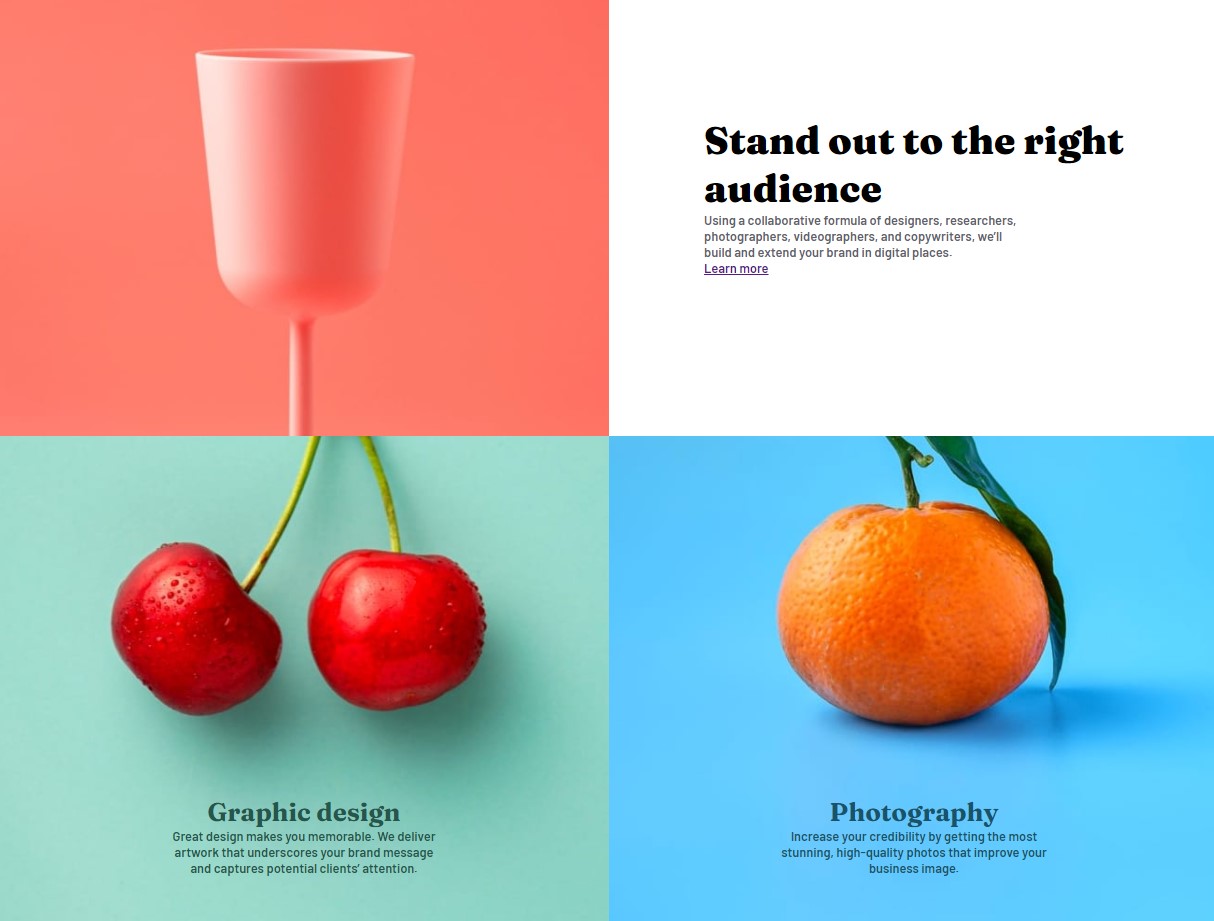 Stand out to the right
audience
Using a collaborative formula of designers, researchers,
photographers, videographers, and copywriters, we’ll
build and extend your brand in digital places.
Learn more
Graphic design
Great design makes you memorable. We deliver
artwork that underscores your brand message
and captures potential clients’ attention.
Photography
Increase your credibility by getting the most
stunning, high-quality photos that improve your
business image.